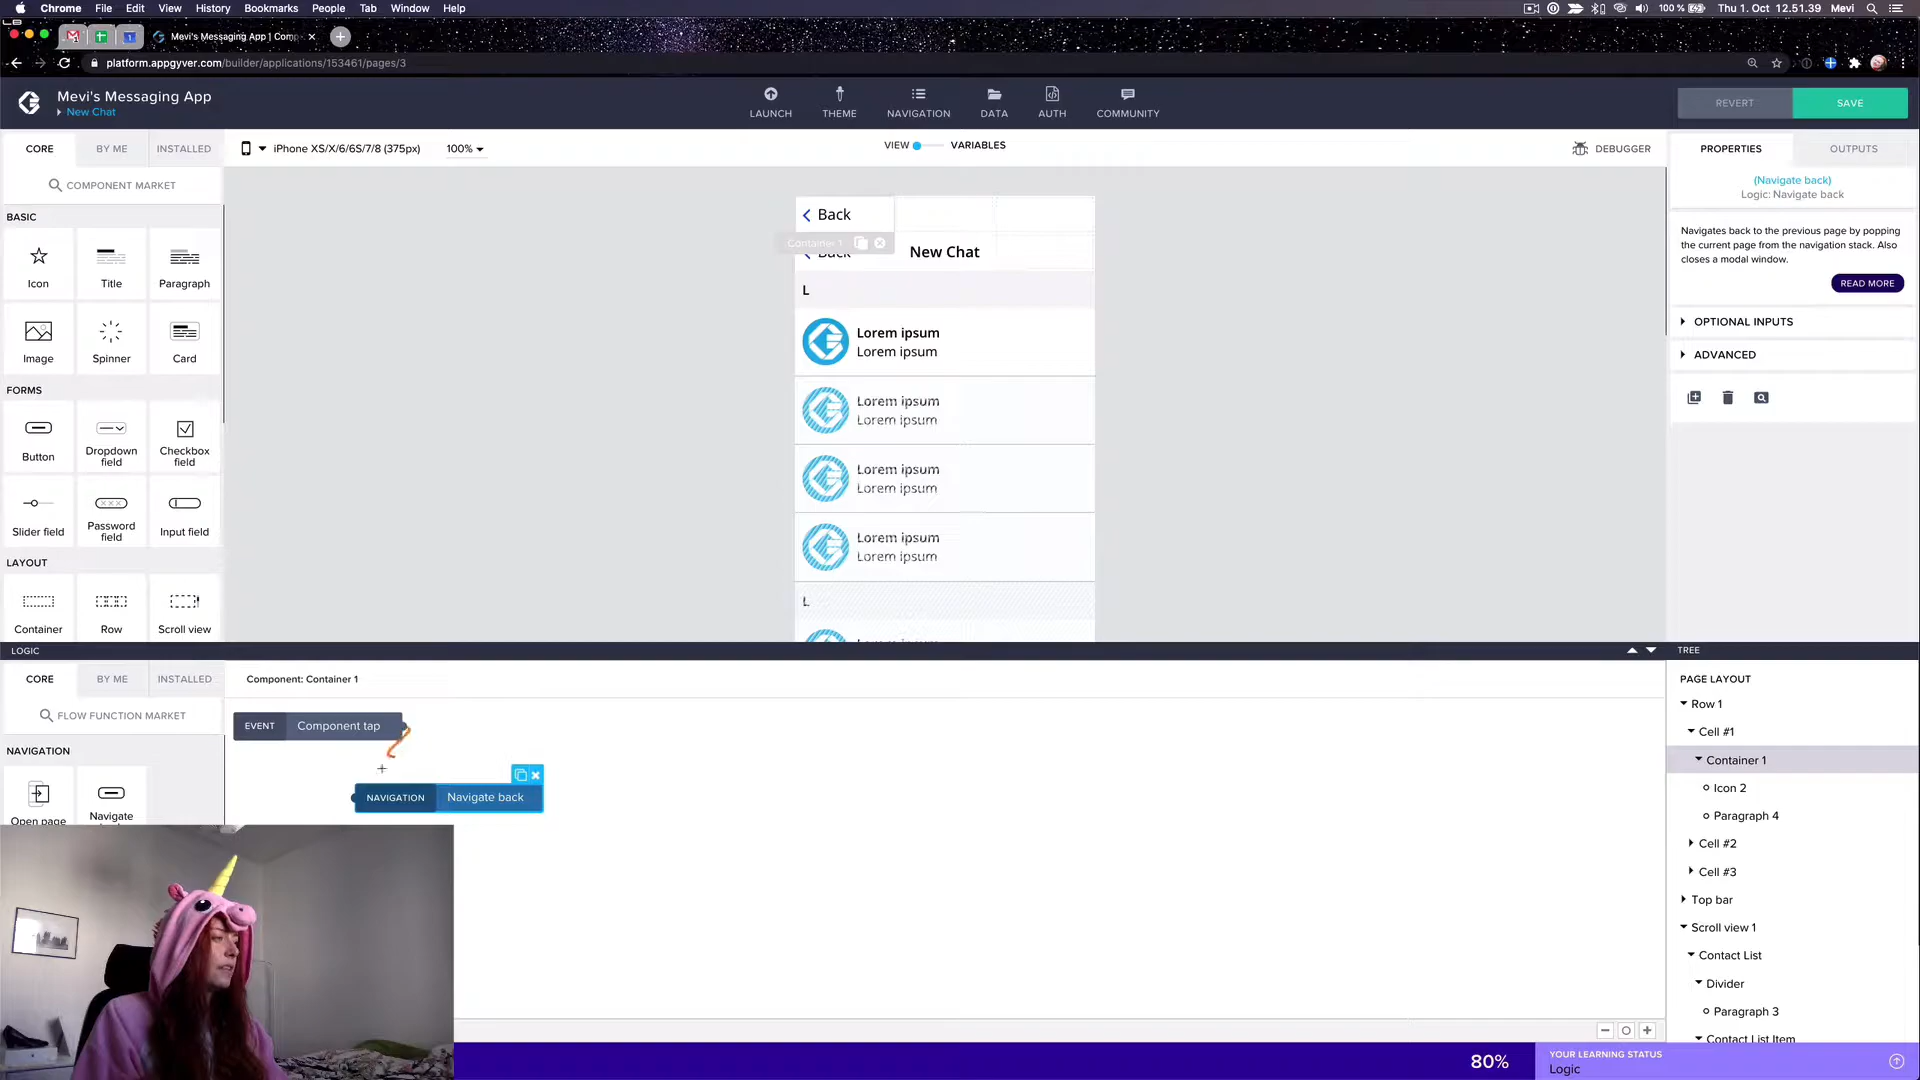 Chrome File Edit View History Bookmarks People Tab Window Help
100 % Thu 1. Oct 12.51.39 Mevi
Mevi's Messaging App | Comp
platform.appgyver.com/builder/applications/153461/pages/3
Mevi's Messaging App
New Chat
LAUNCH THEME NAVIGATION DATA AUTH COMMUNITY
REVERT SAVE
CORE BY ME INSTALLED
iPhone XS/X/6/6S/7/8 (375px) 100%
VIEW VARIABLES
DEBUGGER
PROPERTIES OUTPUTS
COMPONENT MARKET
BASIC
Icon Title Paragraph
Image Spinner Card
FORMS
Button Dropdown field Checkbox field
Slider field Password field Input field
LAYOUT
Container Row Scroll view
Back
Container 1
Back New Chat
L
Lorem ipsum
Lorem ipsum
Lorem ipsum
Lorem ipsum
Lorem ipsum
Lorem ipsum
Lorem ipsum
Lorem ipsum
L
(Navigate back)
Logic: Navigate back
Navigates back to the previous page by popping
the current page from the navigation stack. Also
closes a modal window.
READ MORE
OPTIONAL INPUTS
ADVANCED
LOGIC
CORE BY ME INSTALLED
FLOW FUNCTION MARKET
NAVIGATION
Open page Navigate
Component: Container 1
EVENT Component tap
NAVIGATION Navigate back
TREE
PAGE LAYOUT
Row 1
Cell #1
Container 1
Icon 2
Paragraph 4
Cell #2
Cell #3
Top bar
Scroll view 1
Contact List
Divider
Paragraph 3
Contact List Item
80%
YOUR LEARNING STATUS
Logic